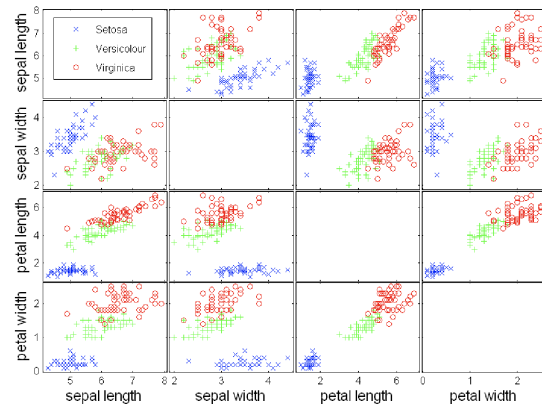 Setosa
Versicolour
Virginica
sepal length
8
7
6
5
sepal width
4
3
2
petal length
6
4
2
petal width
2
1
0
5 6 7 8
2 3 4
2 4 6
0 1 2
sepal length sepal width petal length petal width